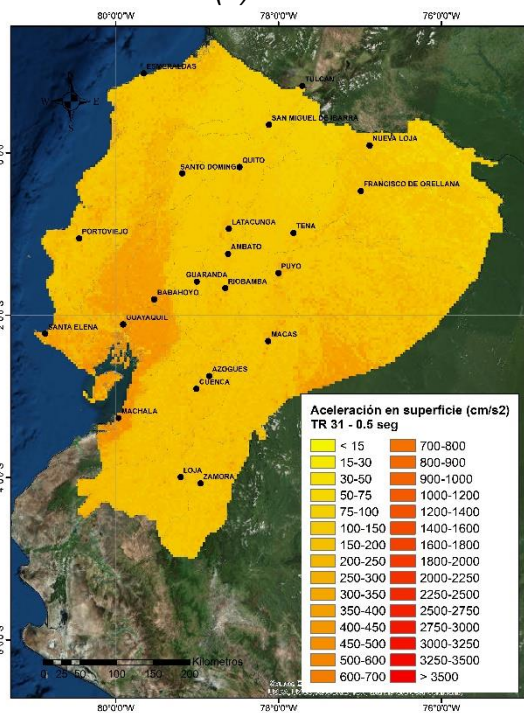 80°0'0"W 78°0'0"W 76°0'0"W
ESMERALDAS
TULCAN
W E
S
SAN MIGUEL DE IBARRA
NUEVA LOJA
QUITO
SANTO DOMINGO
FRANCISCO DE ORELLANA
LATACUNGA
TENA
PORTOVIEJO
AMBATO
PUYO
GUARANDA
RIOBAMBA
BABAHOYO
GUAYAQUIL
SANTA ELENA
MACAS
AZOGUES
CUENCA
MACHALA
LOJA
ZAMORA
Aceleración en superficie (cm/s2)
TR 31 - 0.5 seg
< 15 700-800
15-30 800-900
30-50 900-1000
50-75 1000-1200
75-100 1200-1400
100-150 1400-1600
150-200 1600-1800
200-250 1800-2000
250-300 2000-2250
300-350 2250-2500
350-400 2500-2750
400-450 2750-3000
450-500 3000-3250
500-600 3250-3500
600-700 > 3500
Kilometros
0 25 50 100 150 200
80°0'0"W 78°0'0"W 76°0'0"W